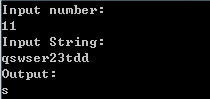 Input number:
11
Input String:
qswser23tdd
Output:
s